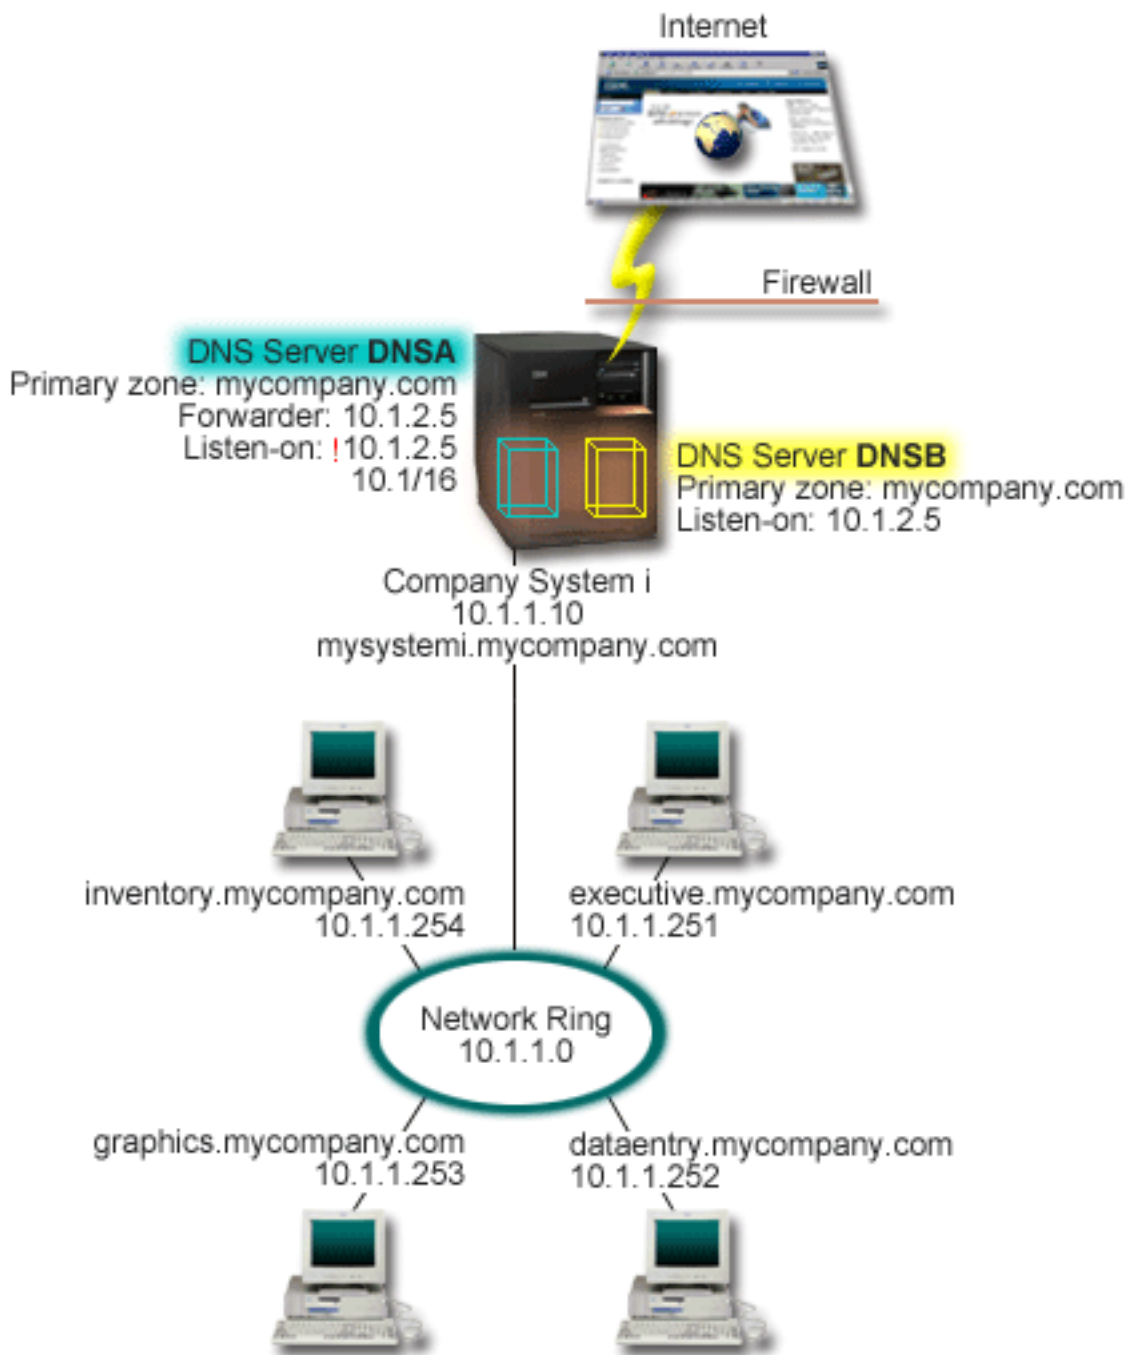 Internet
Firewall
DNS Server DNSA
Primary zone: mycompany.com
Forwarder: 10.1.2.5
Listen-on: !10.1.2.5
10.1/16
DNS Server DNSB
Primary zone: mycompany.com
Listen-on: 10.1.2.5
Company System i
10.1.1.10
mysystemi.mycompany.com
inventory.mycompany.com
10.1.1.254
executive.mycompany.com
10.1.1.251
Network Ring
10.1.1.0
graphics.mycompany.com
10.1.1.253
dataentry.mycompany.com
10.1.1.252